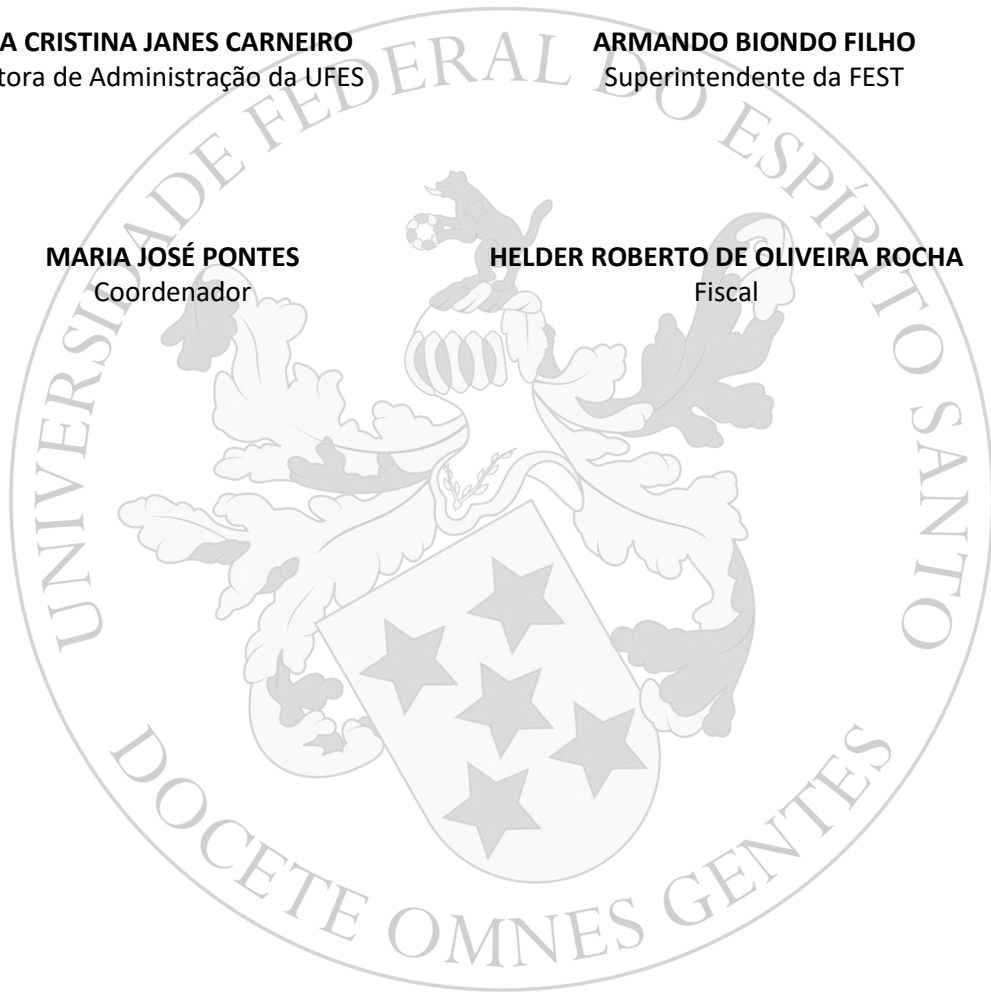 A CRISTINA JANES CARNEIRO
tora de Administração da UFES
ARMANDO BIONDO FILHO
Superintendente da FEST
MARIA JOSÉ PONTES
Coordenador
HELDER ROBERTO DE OLIVEIRA ROCHA
Fiscal
UNIVERSIDADE FEDERAL DO ESPÍRITO SANTO
DOCETE OMNES GENTES